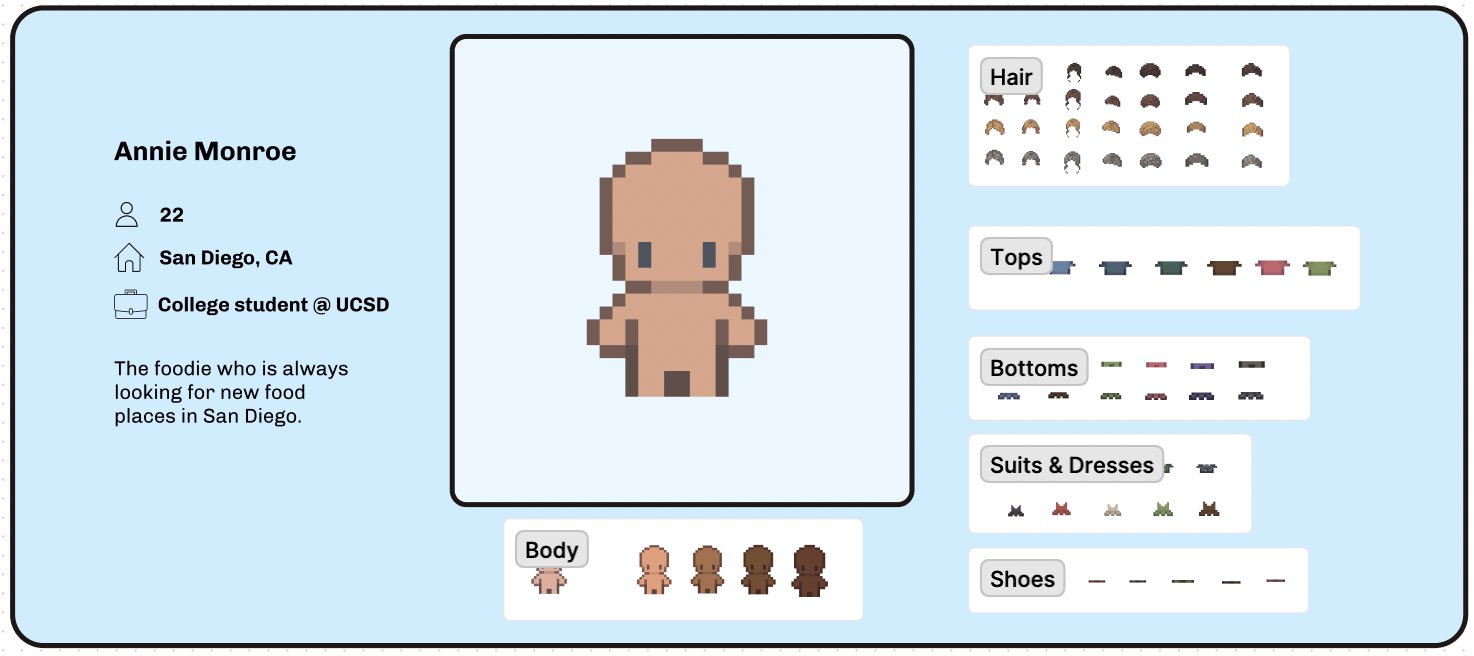 Annie Monroe
22
San Diego, CA
College student @ UCSD
The foodie who is always
looking for new food
places in San Diego.
Body
Hair
Tops
Bottoms
Suits & Dresses
Shoes